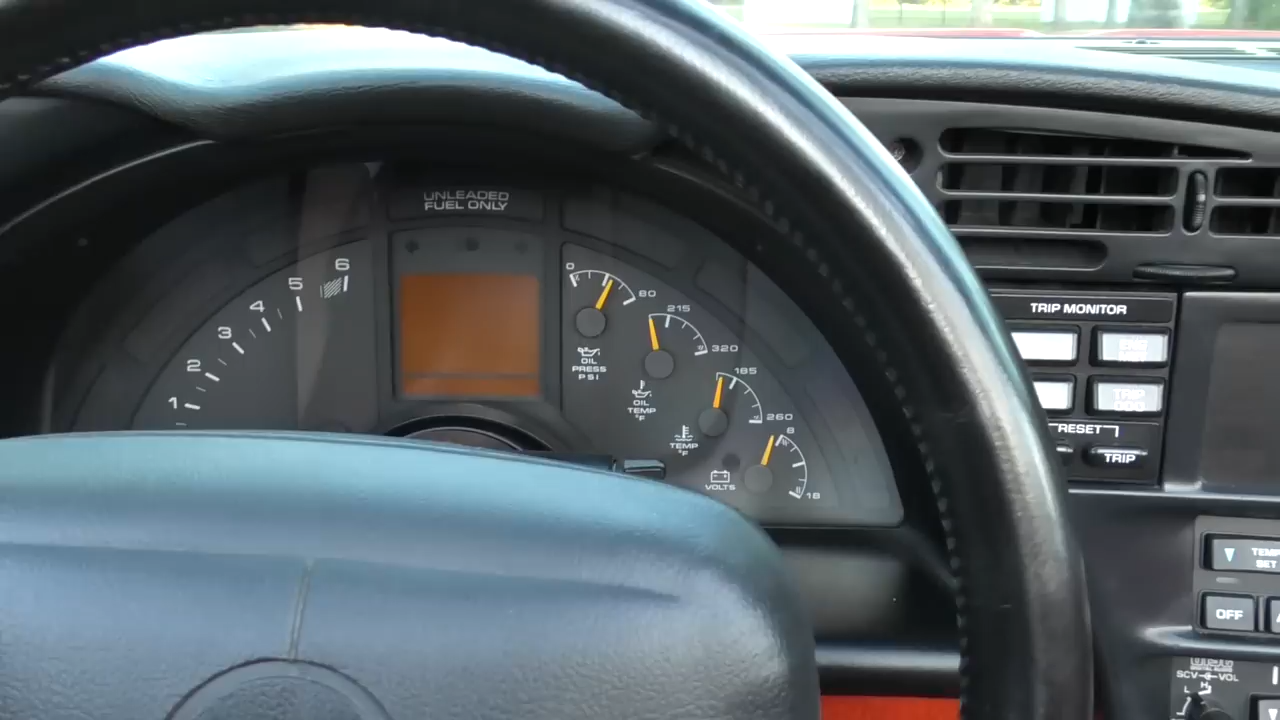 UNLEADED
FUEL ONLY
6
5
4
3
2
1
0
80
OIL
PRESS
PSI
215
320
OIL
TEMP
°F
185
260
TEMP
°F
8
18
VOLTS
TRIP MONITOR
TRIP
RESET
TRIP
TEMP
SET
OFF
SCV
VOL
L
H